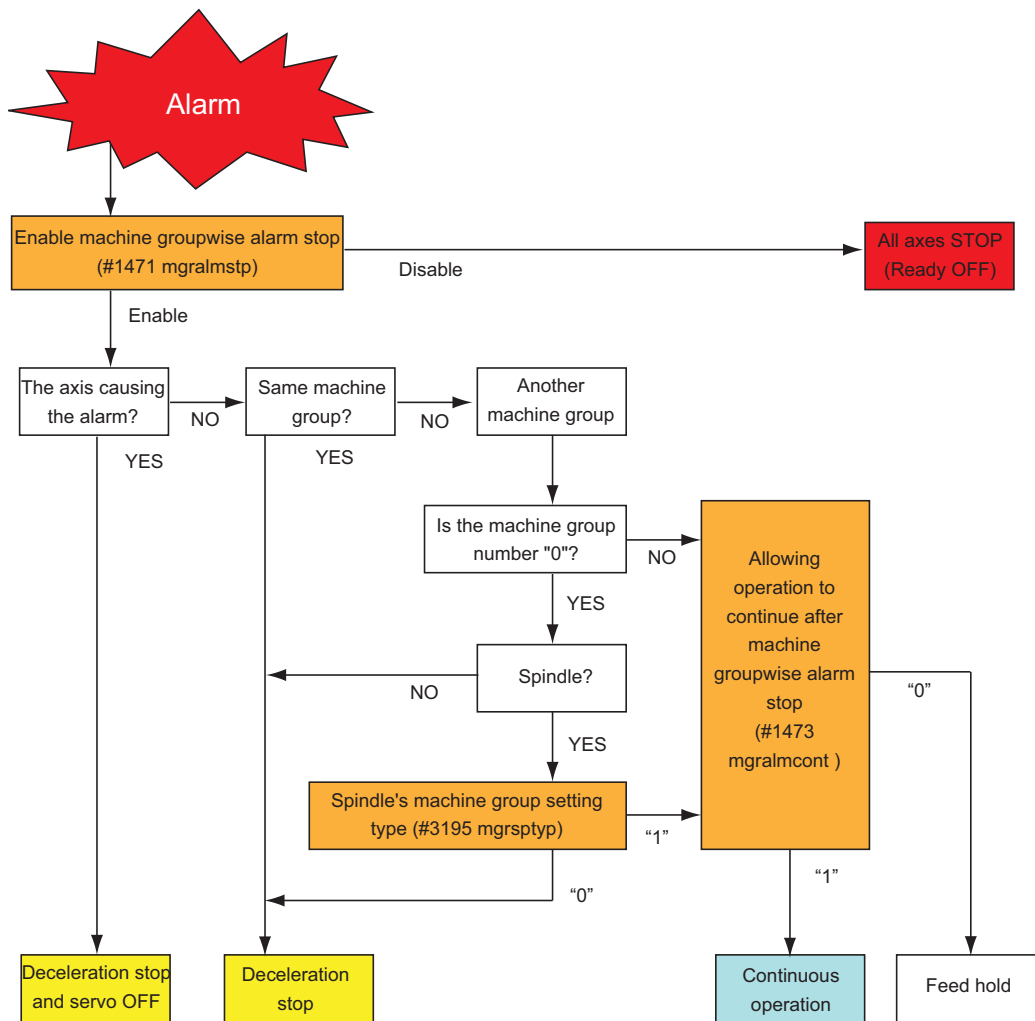 Alarm
Enable machine groupwise alarm stop
(#1471 mgralmstp)
Disable
All axes STOP
(Ready OFF)
Enable
The axis causing
the alarm?
NO
Same machine
group?
NO
Another
machine group
YES
YES
Is the machine group
number "0"?
NO
YES
Allowing
operation to
continue after
machine
groupwise alarm
stop
(#1473
mgralmcont )
Spindle?
NO
YES
“0”
Spindle's machine group setting
type (#3195 mgrsptyp)
“1”
“0”
“1”
Deceleration stop
and servo OFF
Deceleration
stop
Continuous
operation
Feed hold